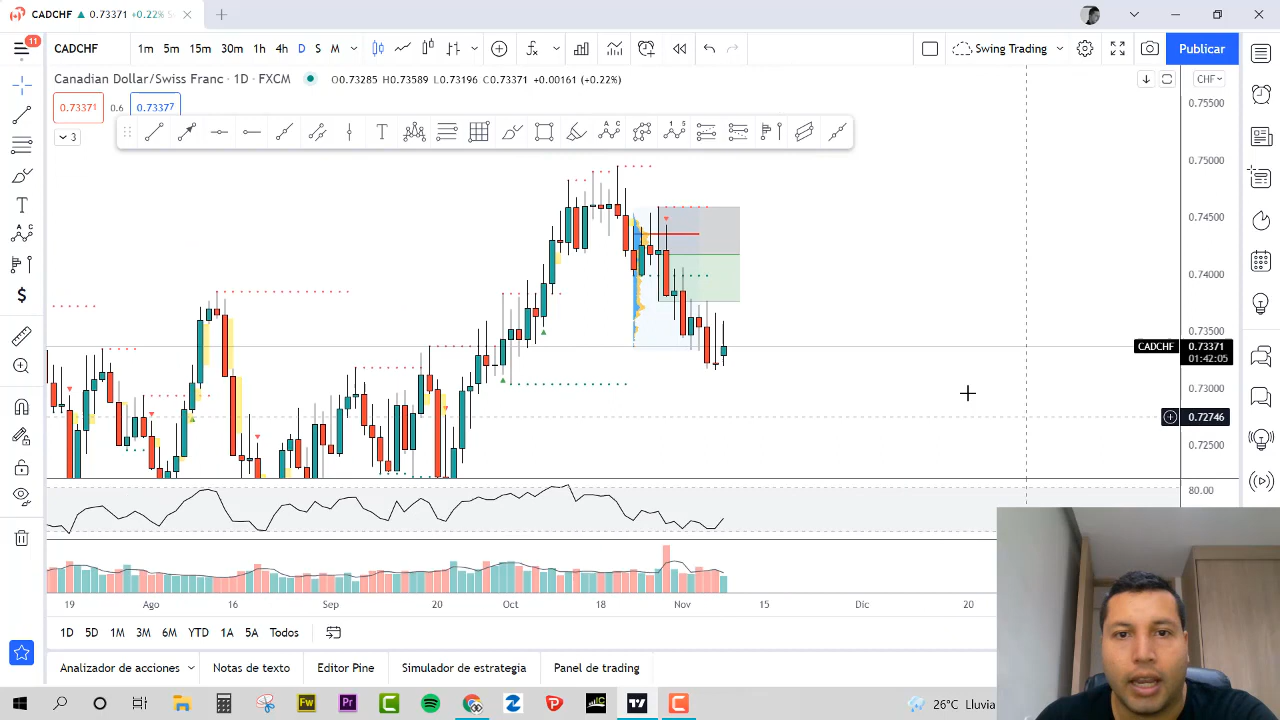 CADCHF ▲ 0.73371 +0.22%
11
CADCHF
1m 5m 15m 30m 1h 4h D S M
Swing Trading
Publicar
Canadian Dollar/Swiss Franc · 1D · FXCM
O0.73285 H0.73589 L0.73196 C0.73371 +0.00161 (+0.22%)
CHF
0.73371 0.6 0.73377
3
0.75500
0.75000
0.74500
0.74000
0.73500
CADCHF 0.73371
01:42:05
0.73000
0.72746
0.72500
80.00
19 Ago 16 Sep 20 Oct 18 Nov 15 Dic 20
1D 5D 1M 3M 6M YTD 1A 5A Todos
Analizador de acciones Notas de texto Editor Pine Simulador de estrategia Panel de trading
26°C Lluvia